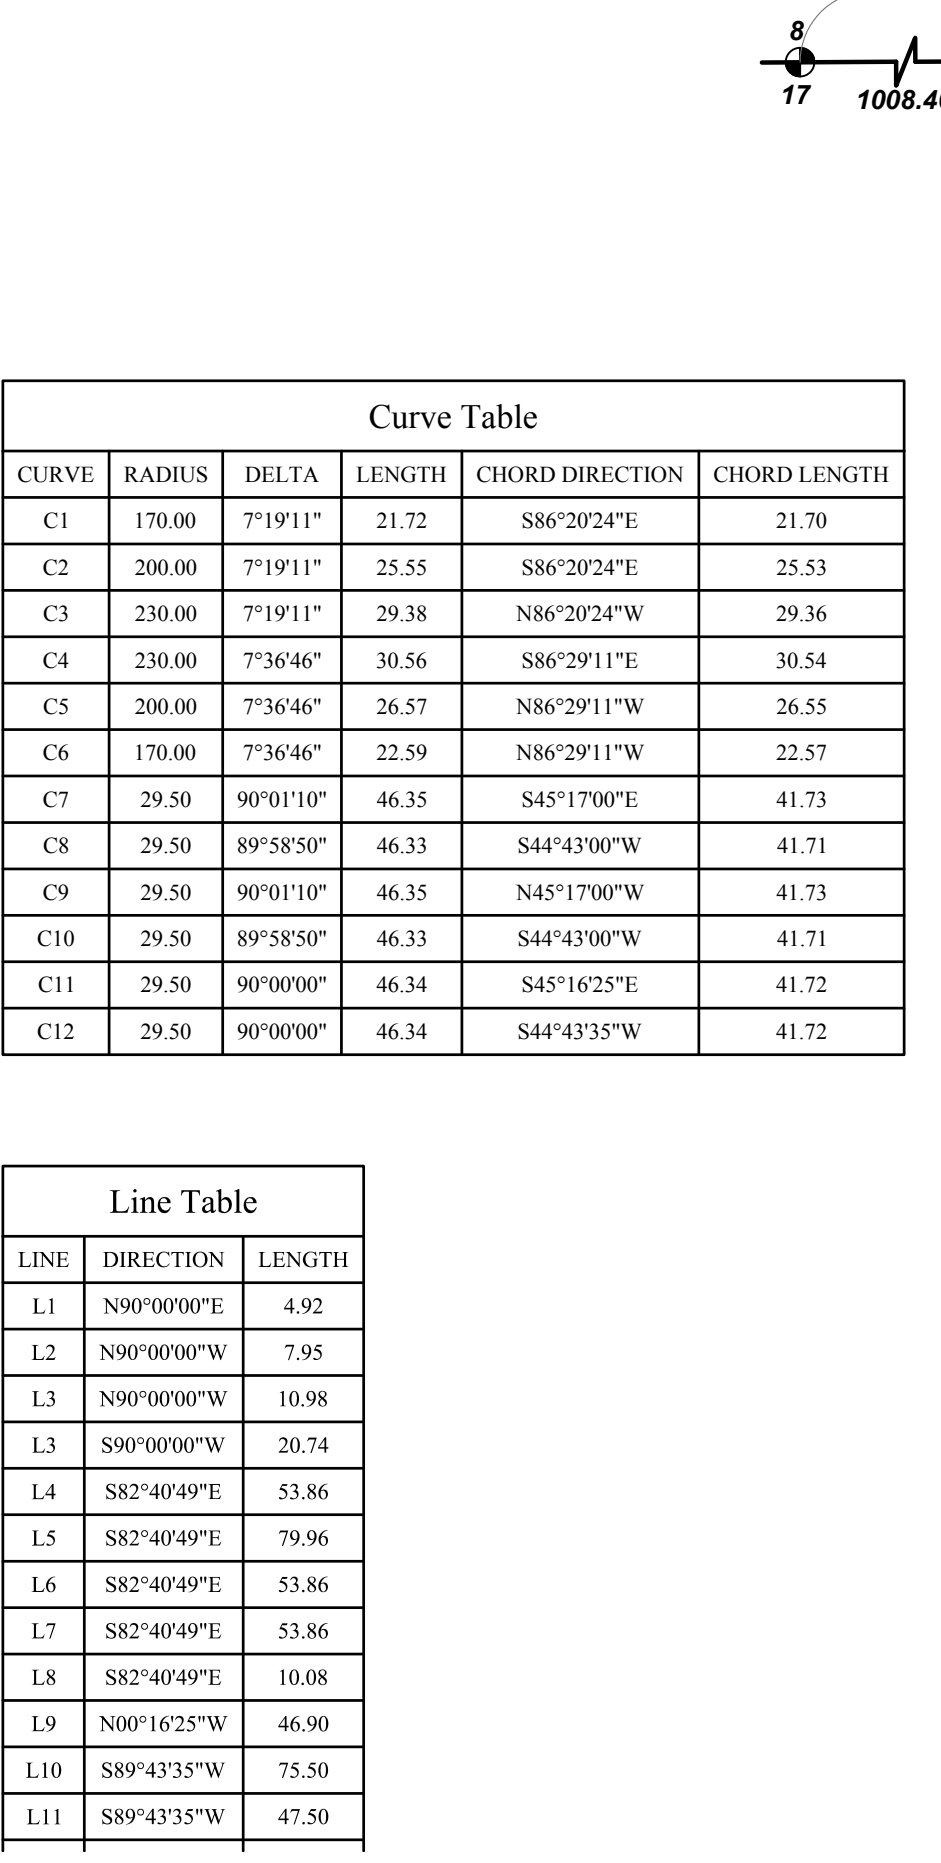 8
17 1008.4
Curve Table
CURVE RADIUS DELTA LENGTH CHORD DIRECTION CHORD LENGTH
C1 170.00 7°19'11" 21.72 S86°20'24"E 21.70
C2 200.00 7°19'11" 25.55 S86°20'24"E 25.53
C3 230.00 7°19'11" 29.38 N86°20'24"W 29.36
C4 230.00 7°36'46" 30.56 S86°29'11"E 30.54
C5 200.00 7°36'46" 26.57 N86°29'11"W 26.55
C6 170.00 7°36'46" 22.59 N86°29'11"W 22.57
C7 29.50 90°01'10" 46.35 S45°17'00"E 41.73
C8 29.50 89°58'50" 46.33 S44°43'00"W 41.71
C9 29.50 90°01'10" 46.35 N45°17'00"W 41.73
C10 29.50 89°58'50" 46.33 S44°43'00"W 41.71
C11 29.50 90°00'00" 46.34 S45°16'25"E 41.72
C12 29.50 90°00'00" 46.34 S44°43'35"W 41.72
Line Table
LINE DIRECTION LENGTH
L1 N90°00'00"E 4.92
L2 N90°00'00"W 7.95
L3 N90°00'00"W 10.98
L3 S90°00'00"W 20.74
L4 S82°40'49"E 53.86
L5 S82°40'49"E 79.96
L6 S82°40'49"E 53.86
L7 S82°40'49"E 53.86
L8 S82°40'49"E 10.08
L9 N00°16'25"W 46.90
L10 S89°43'35"W 75.50
L11 S89°43'35"W 47.50